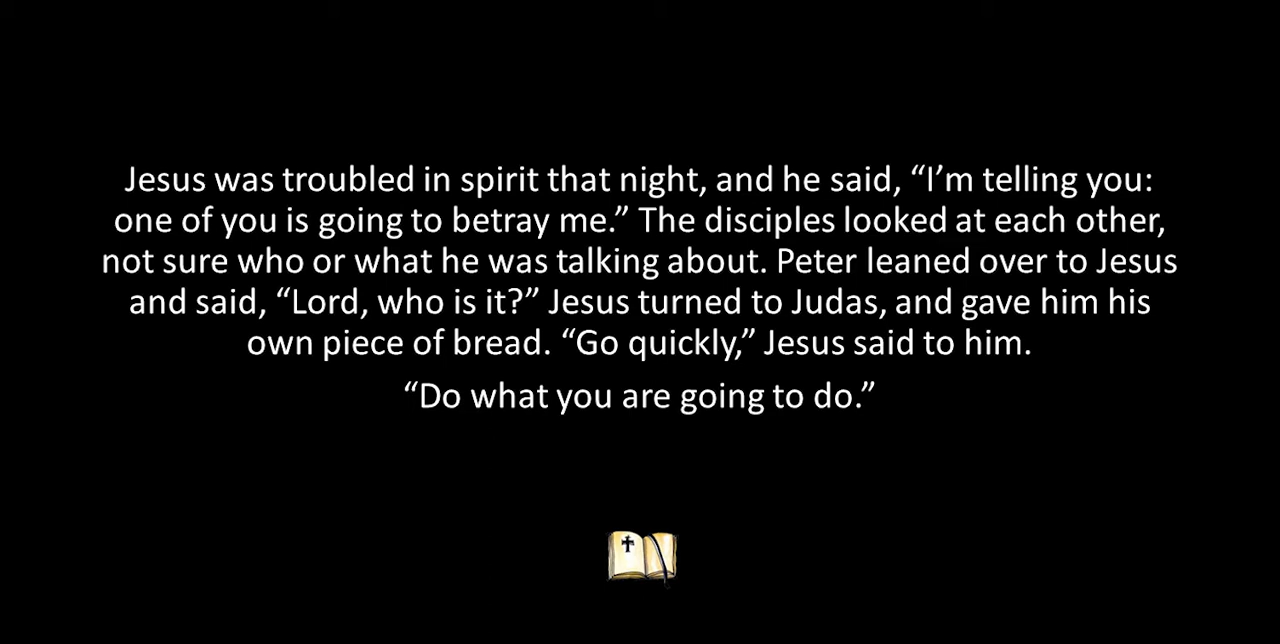 Jesus was troubled in spirit that night, and he said, “I’m telling you:
one of you is going to betray me.” The disciples looked at each other,
not sure who or what he was talking about. Peter leaned over to Jesus
and said, “Lord, who is it?” Jesus turned to Judas, and gave him his
own piece of bread. “Go quickly,” Jesus said to him.
“Do what you are going to do.”